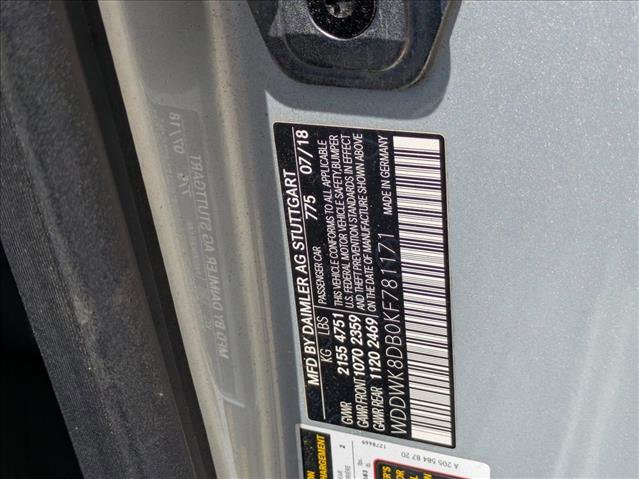 MFD BY DAIMLER AG STUTTGART
PASSENGER CAR 775 07/18
KG LBS
GWR 2155 4751
GAWR FRONT 1070 2359
GAWR REAR 1120 2469
THIS VEHICLE CONFORMS TO ALL APPLICABLE
U.S. FEDERAL MOTOR VEHICLE SAFETY, BUMPER
AND THEFT PREVENTION STANDARDS IN EFFECT
ON THE DATE OF MANUFACTURE SHOWN ABOVE
MADE IN GERMANY
WDDWK8DB0KF781171
A 205 584 87 20